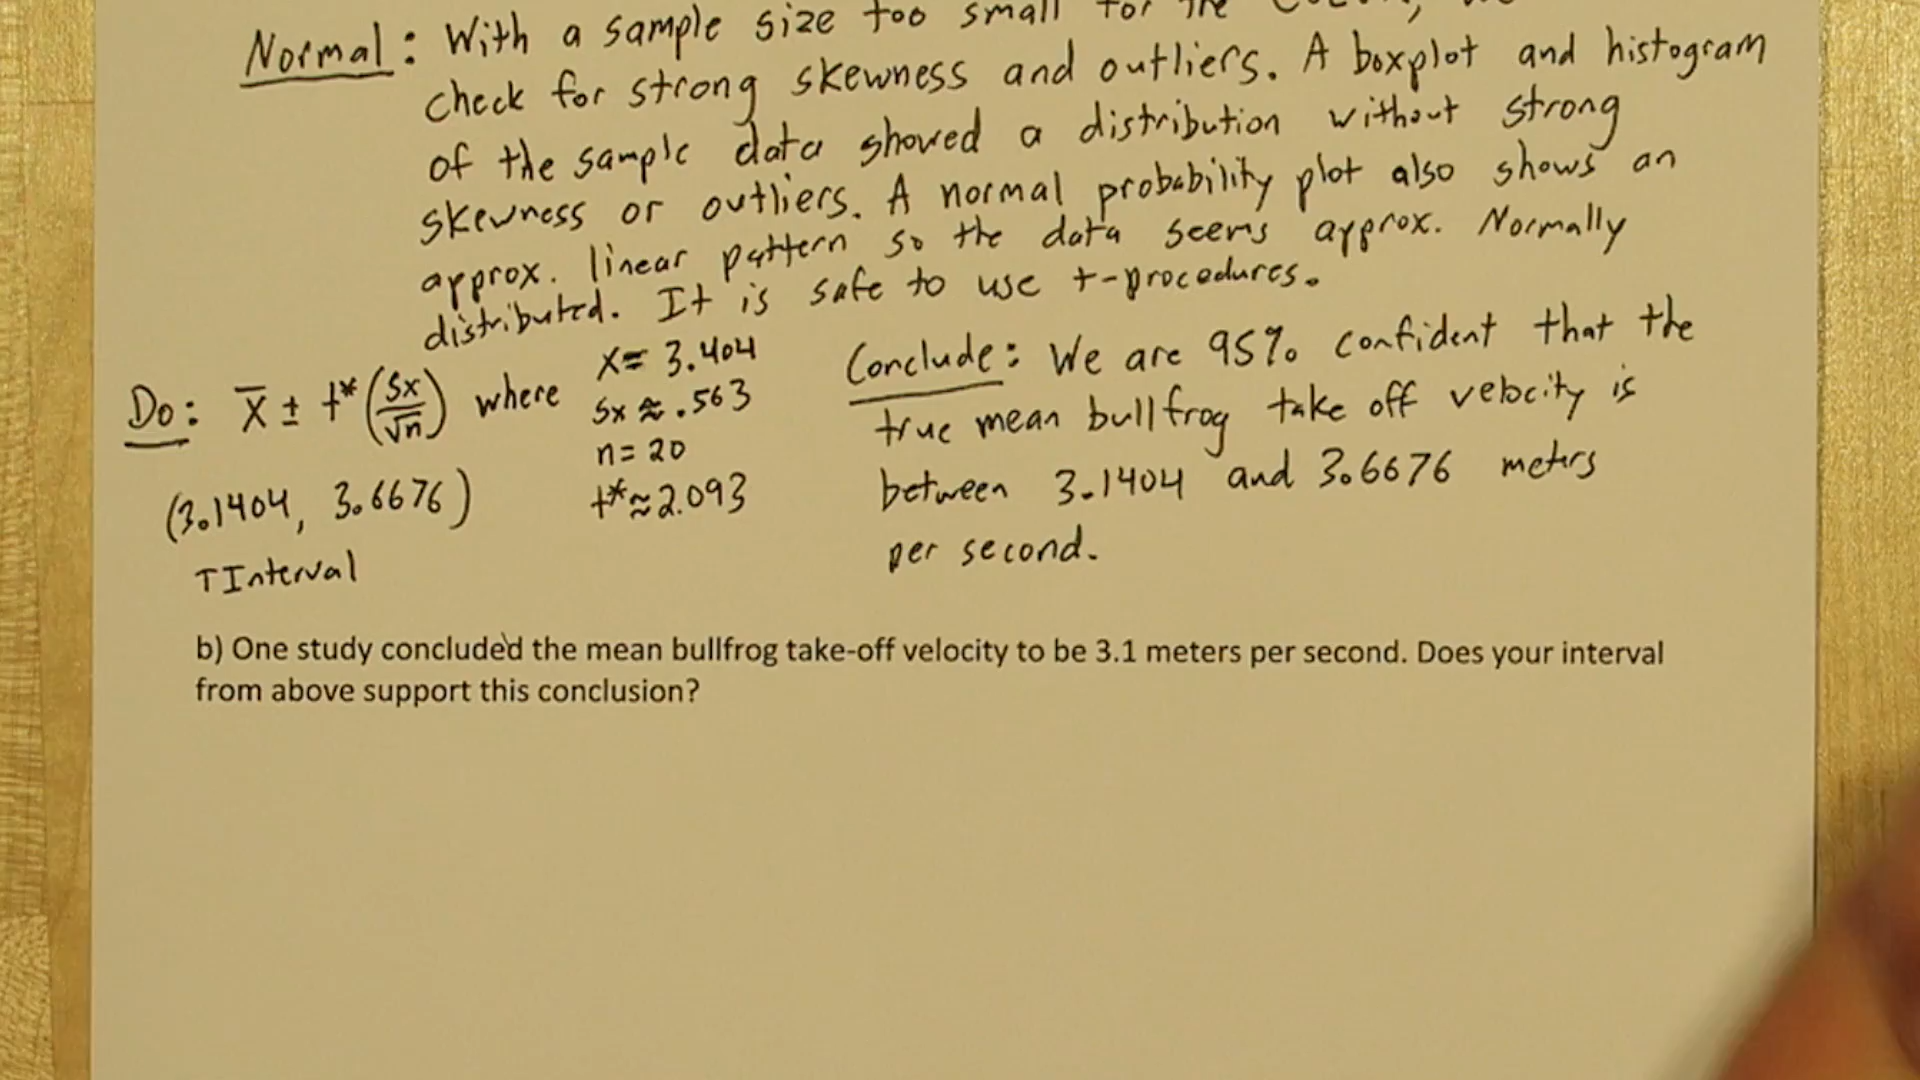 Normal: With a sample size too small for the
check for strong skewness and outliers. A boxplot and histogram
of the sample data showed a distribution without strong
skewness or outliers. A normal probability plot also shows an
approx. linear pattern so the data seems approx. Normally
distributed. It is safe to use t-procedures.
Do: x̄ ± t*(Sx/√n) where
x = 3.404
Sx ≈ .563
n = 20
t* ≈ 2.093
(3.1404, 3.6676)
TInterval
Conclude: We are 95% confident that the
true mean bullfrog take off velocity is
between 3.1404 and 3.6676 meters
per second.
b) One study concluded the mean bullfrog take-off velocity to be 3.1 meters per second. Does your interval
from above support this conclusion?